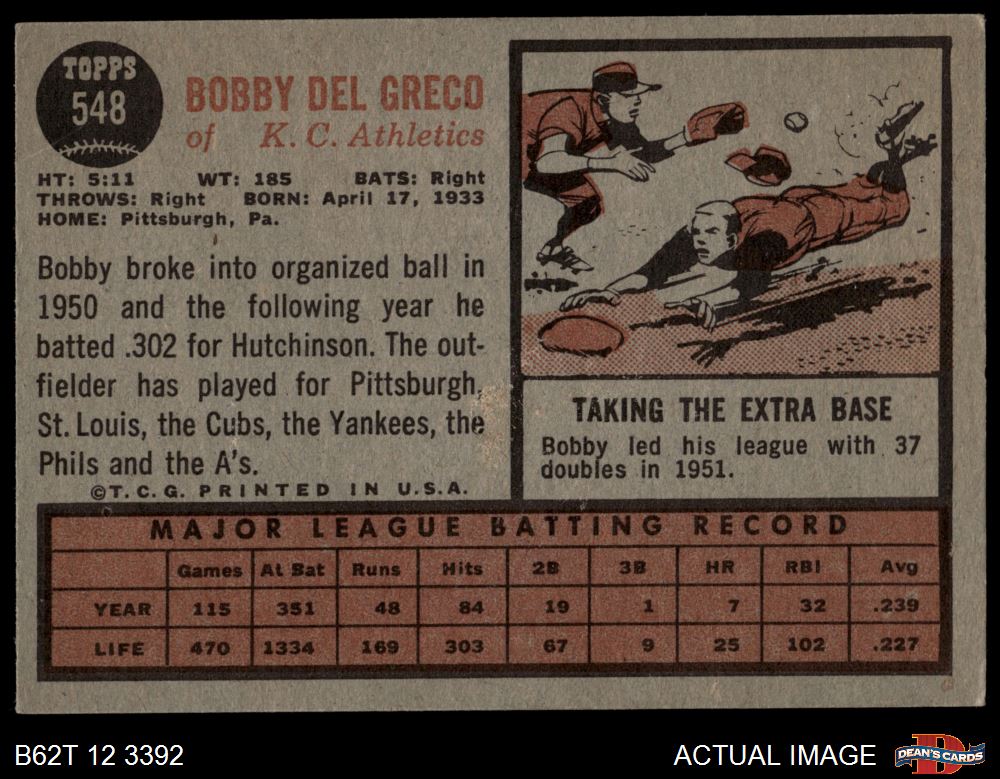 TOPPS
548
BOBBY DEL GRECO
of K. C. Athletics
HT: 5:11 WT: 185 BATS: Right
THROWS: Right BORN: April 17, 1933
HOME: Pittsburgh, Pa.
Bobby broke into organized ball in
1950 and the following year he
batted .302 for Hutchinson. The out-
fielder has played for Pittsburgh,
St. Louis, the Cubs, the Yankees, the
Phils and the A's.
©T.C.G. PRINTED IN U.S.A.
TAKING THE EXTRA BASE
Bobby led his league with 37
doubles in 1951.
MAJOR LEAGUE BATTING RECORD
Games At Bat Runs Hits 2B 3B HR RBI Avg
YEAR 115 351 48 84 19 1 7 32 .239
LIFE 470 1334 169 303 67 9 25 102 .227
B62T 12 3392
ACTUAL IMAGE
DEAN'S CARDS